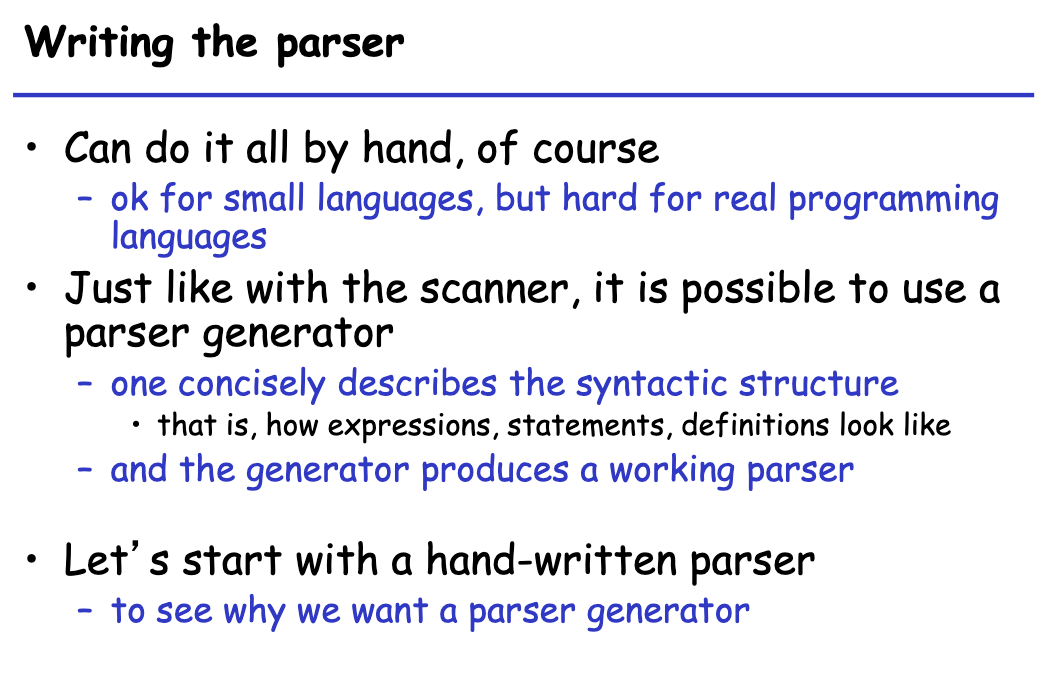 Writing the parser
• Can do it all by hand, of course
– ok for small languages, but hard for real programming
languages
• Just like with the scanner, it is possible to use a
parser generator
– one concisely describes the syntactic structure
• that is, how expressions, statements, definitions look like
– and the generator produces a working parser
• Let’s start with a hand-written parser
– to see why we want a parser generator